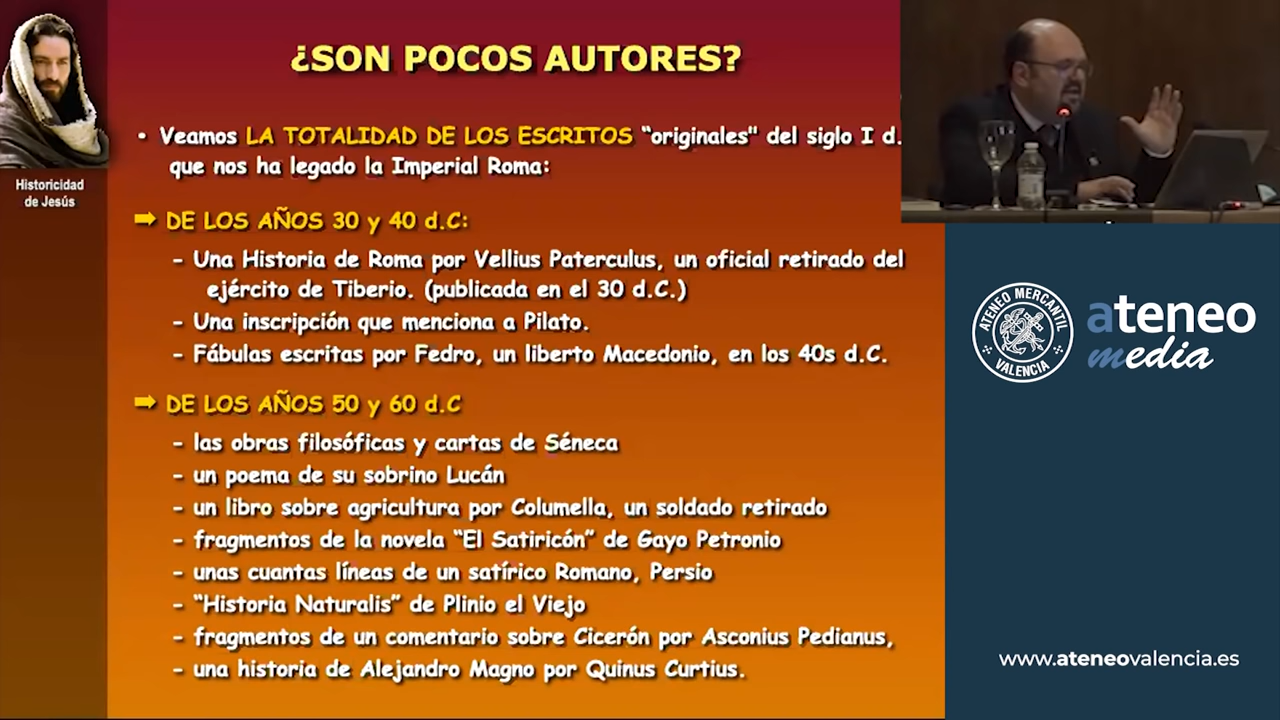 ¿SON POCOS AUTORES?
• Veamos LA TOTALIDAD DE LOS ESCRITOS “originales" del siglo I d.
que nos ha legado la Imperial Roma:
Historicidad
de Jesús
➡ DE LOS AÑOS 30 y 40 d.C:
- Una Historia de Roma por Vellius Paterculus, un oficial retirado del
ejército de Tiberio. (publicada en el 30 d.C.)
- Una inscripción que menciona a Pilato.
- Fábulas escritas por Fedro, un liberto Macedonio, en los 40s d.C.
➡ DE LOS AÑOS 50 y 60 d.C
- las obras filosóficas y cartas de Séneca
- un poema de su sobrino Lucán
- un libro sobre agricultura por Columella, un soldado retirado
- fragmentos de la novela “El Satiricón” de Gayo Petronio
- unas cuantas líneas de un satírico Romano, Persio
- “Historia Naturalis” de Plinio el Viejo
- fragmentos de un comentario sobre Cicerón por Asconius Pedianus,
- una historia de Alejandro Magno por Quinus Curtius.
ATENEO MERCANTIL
VALENCIA
ateneo
media
www.ateneovalencia.es